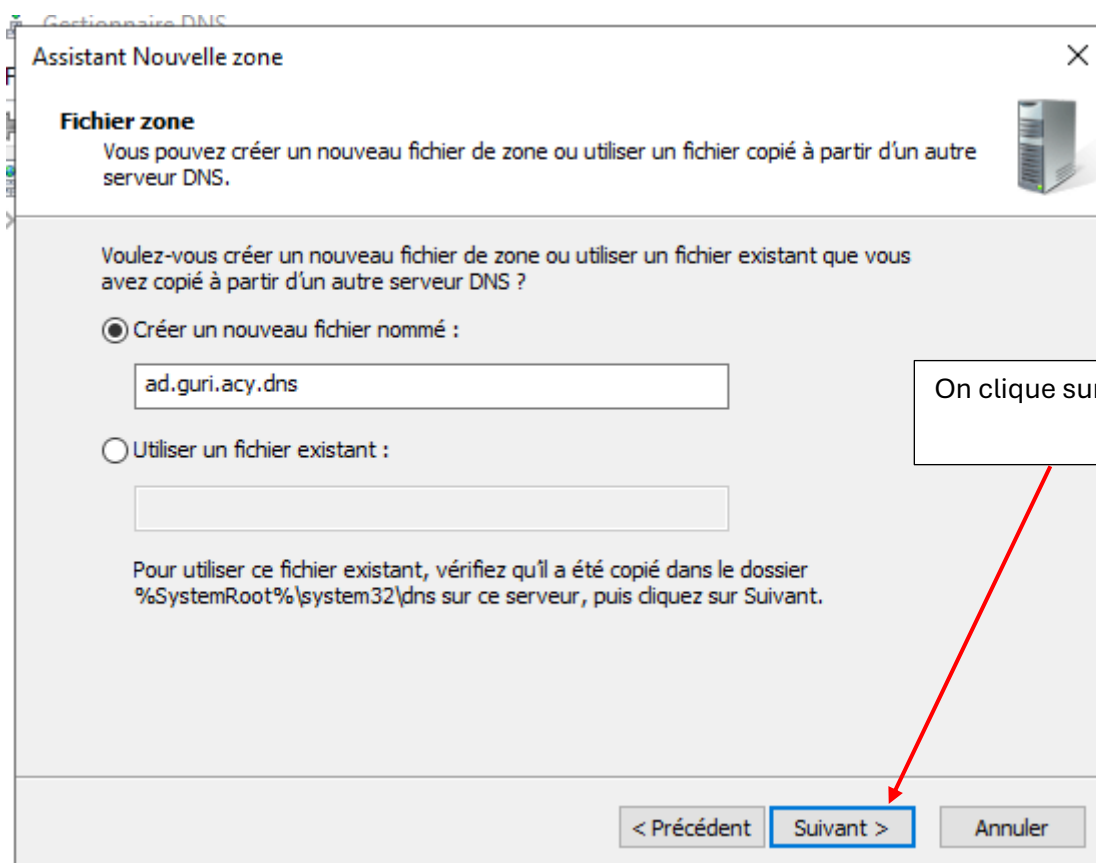 Gestionnaire DNS
Assistant Nouvelle zone
Fichier zone
Vous pouvez créer un nouveau fichier de zone ou utiliser un fichier copié à partir d'un autre
serveur DNS.
Voulez-vous créer un nouveau fichier de zone ou utiliser un fichier existant que vous
avez copié à partir d'un autre serveur DNS ?
Créer un nouveau fichier nommé :
ad.guri.acy.dns
On clique sur
Utiliser un fichier existant :
Pour utiliser ce fichier existant, vérifiez qu'il a été copié dans le dossier
%SystemRoot%\system32\dns sur ce serveur, puis cliquez sur Suivant.
< Précédent
Suivant >
Annuler